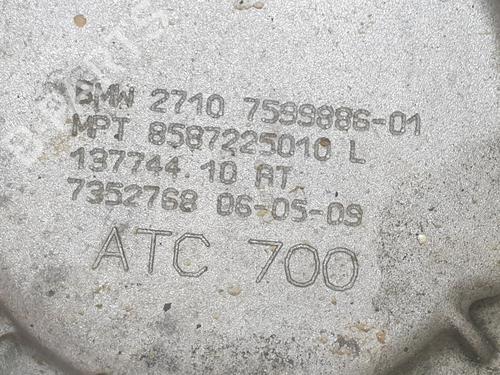 BMW 2710 7599886-01
MPT 8587225010 L
137744.10 AT
7352768 06-05-09
ATC 700